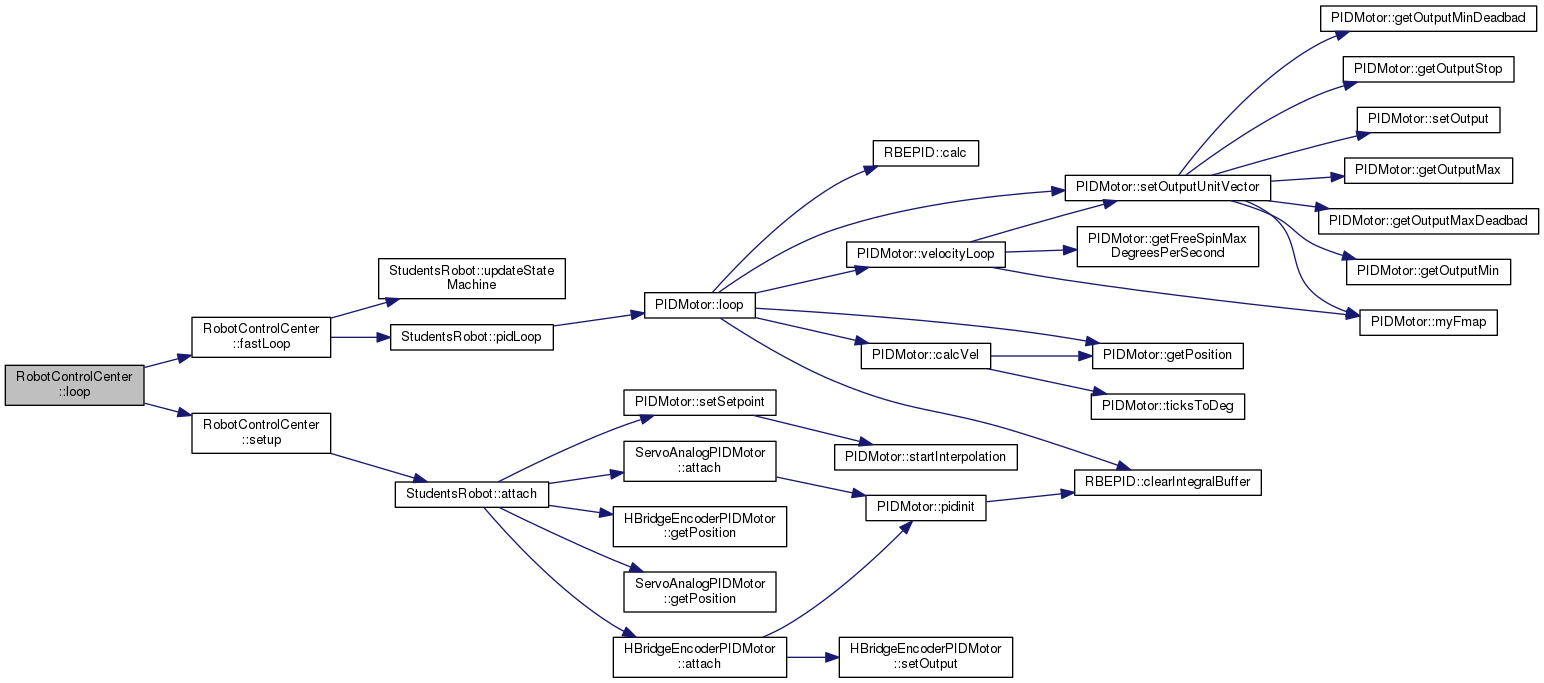 RobotControlCenter
::loop
RobotControlCenter
::fastLoop
RobotControlCenter
::setup
StudentsRobot::updateState
Machine
StudentsRobot::pidLoop
StudentsRobot::attach
PIDMotor::loop
PIDMotor::setSetpoint
ServoAnalogPIDMotor
::attach
HBridgeEncoderPIDMotor
::getPosition
ServoAnalogPIDMotor
::getPosition
HBridgeEncoderPIDMotor
::attach
RBEPID::calc
PIDMotor::velocityLoop
PIDMotor::calcVel
PIDMotor::startInterpolation
PIDMotor::pidinit
HBridgeEncoderPIDMotor
::setOutput
PIDMotor::setOutputUnitVector
PIDMotor::getFreeSpinMax
DegreesPerSecond
PIDMotor::getPosition
PIDMotor::ticksToDeg
RBEPID::clearIntegralBuffer
PIDMotor::getOutputMinDeadbad
PIDMotor::getOutputStop
PIDMotor::setOutput
PIDMotor::getOutputMax
PIDMotor::getOutputMaxDeadbad
PIDMotor::getOutputMin
PIDMotor::myFmap